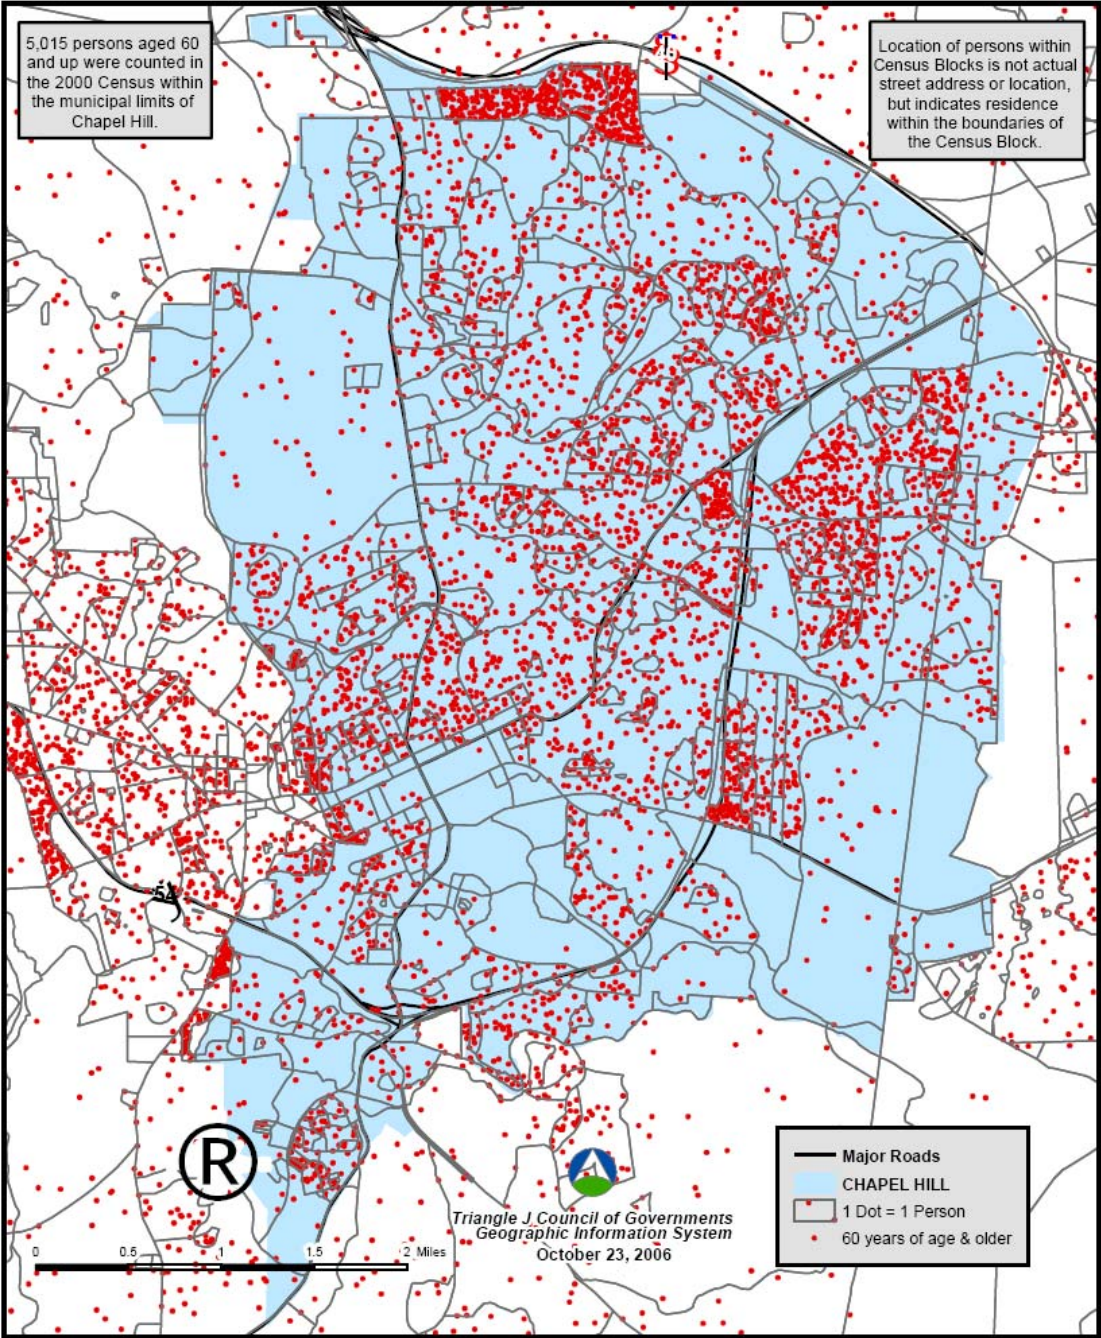 5,015 persons aged 60
and up were counted in
the 2000 Census within
the municipal limits of
Chapel Hill.
Location of persons within
Census Blocks is not actual
street address or location,
but indicates residence
within the boundaries of
the Census Block.
54
R
Major Roads
CHAPEL HILL
1 Dot = 1 Person
60 years of age & older
Triangle J Council of Governments
Geographic Information System
October 23, 2006
0 0.5 1 1.5 2 Miles